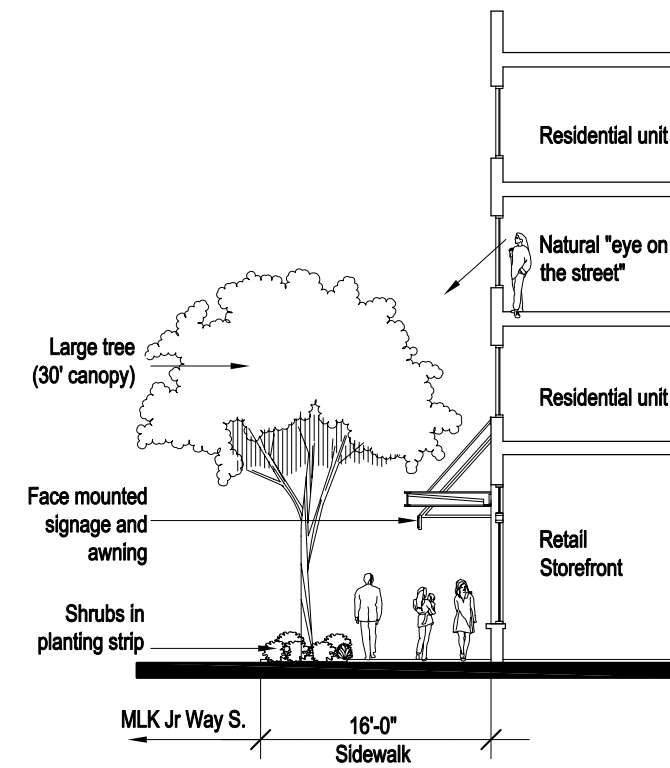 Residential unit
Natural "eye on
the street"
Large tree
(30' canopy)
Residential unit
Face mounted
signage and
awning
Retail
Storefront
Shrubs in
planting strip
MLK Jr Way S.
16'-0"
Sidewalk